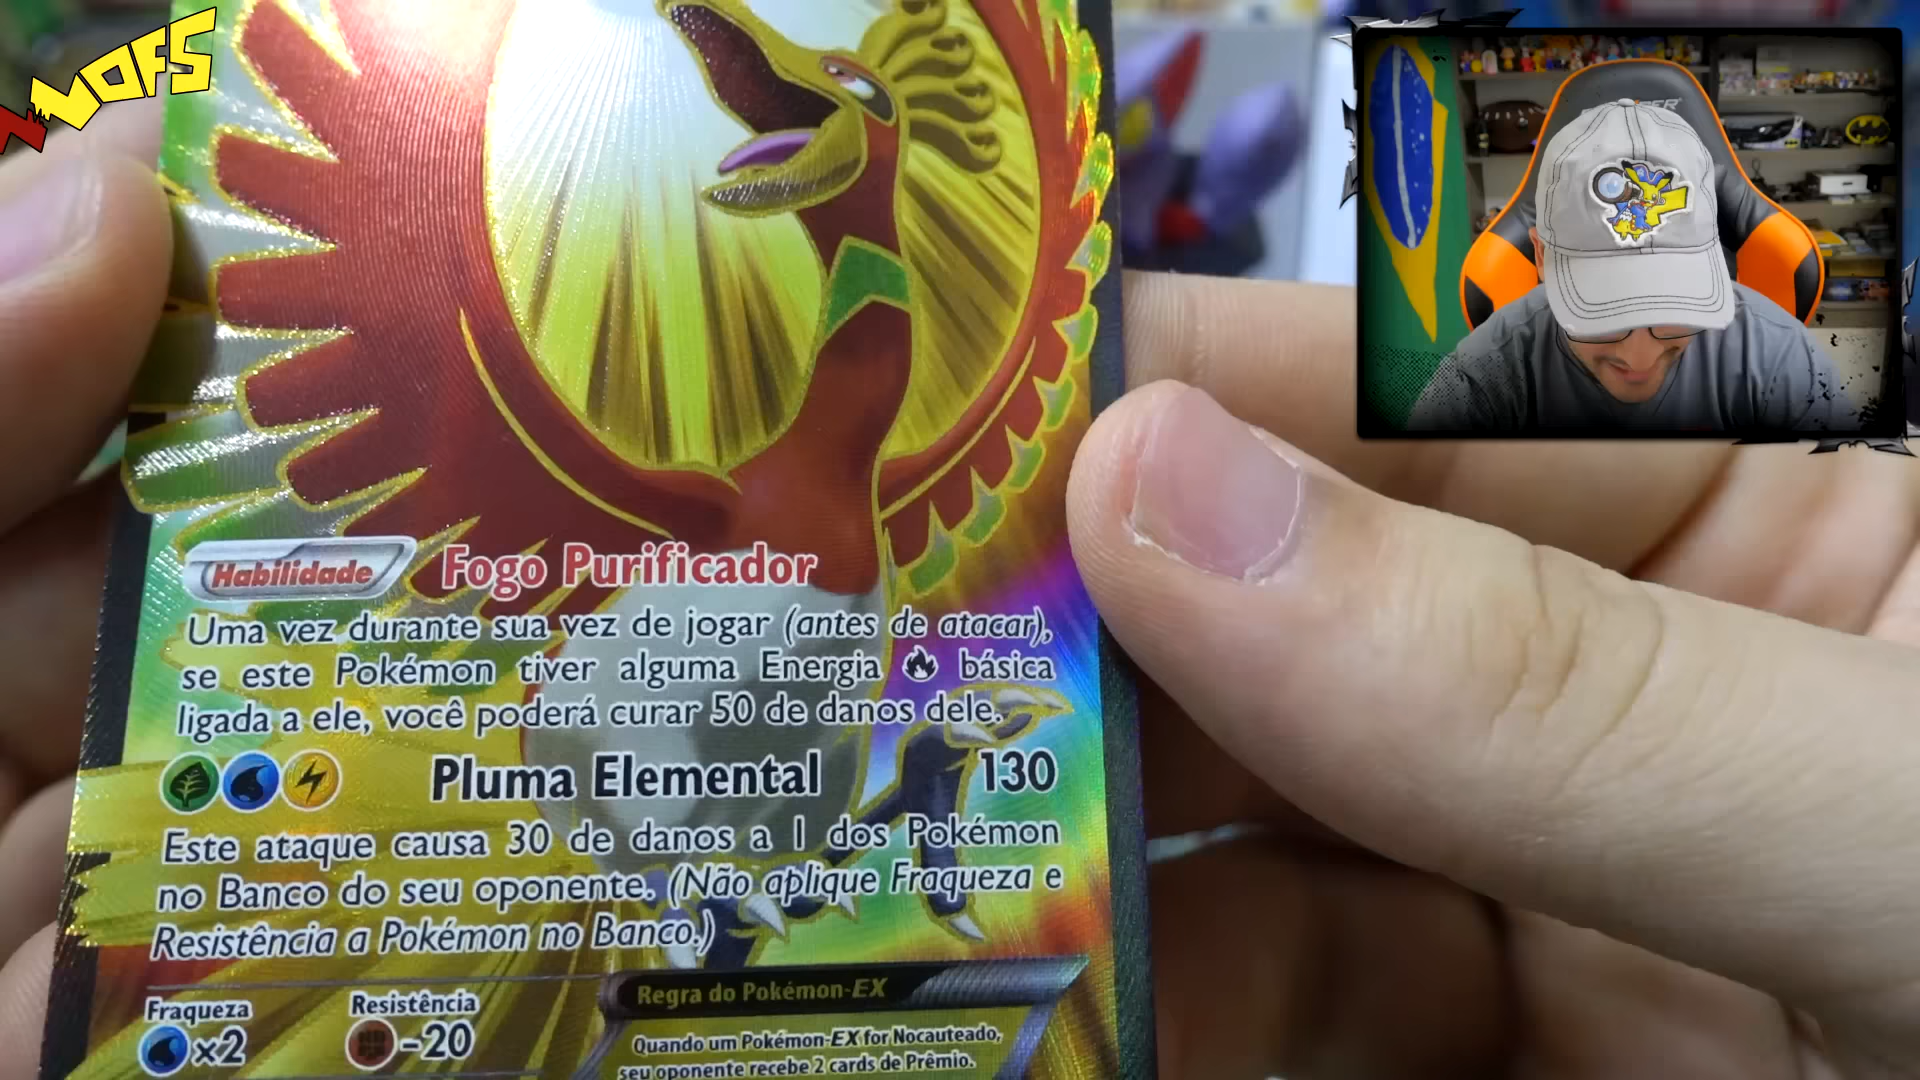 WOFS
Habilidade Fogo Purificador
Uma vez durante sua vez de jogar (antes de atacar),
se este Pokémon tiver alguma Energia básica
ligada a ele, você poderá curar 50 de danos dele.
Pluma Elemental 130
Este ataque causa 30 de danos a 1 dos Pokémon
no Banco do seu oponente. (Não aplique Fraqueza e
Resistência a Pokémon no Banco.)
Fraqueza Resistência
×2 -20
Regra do Pokémon-EX
Quando um Pokémon-EX for Nocauteado,
seu oponente recebe 2 cards de Prêmio.